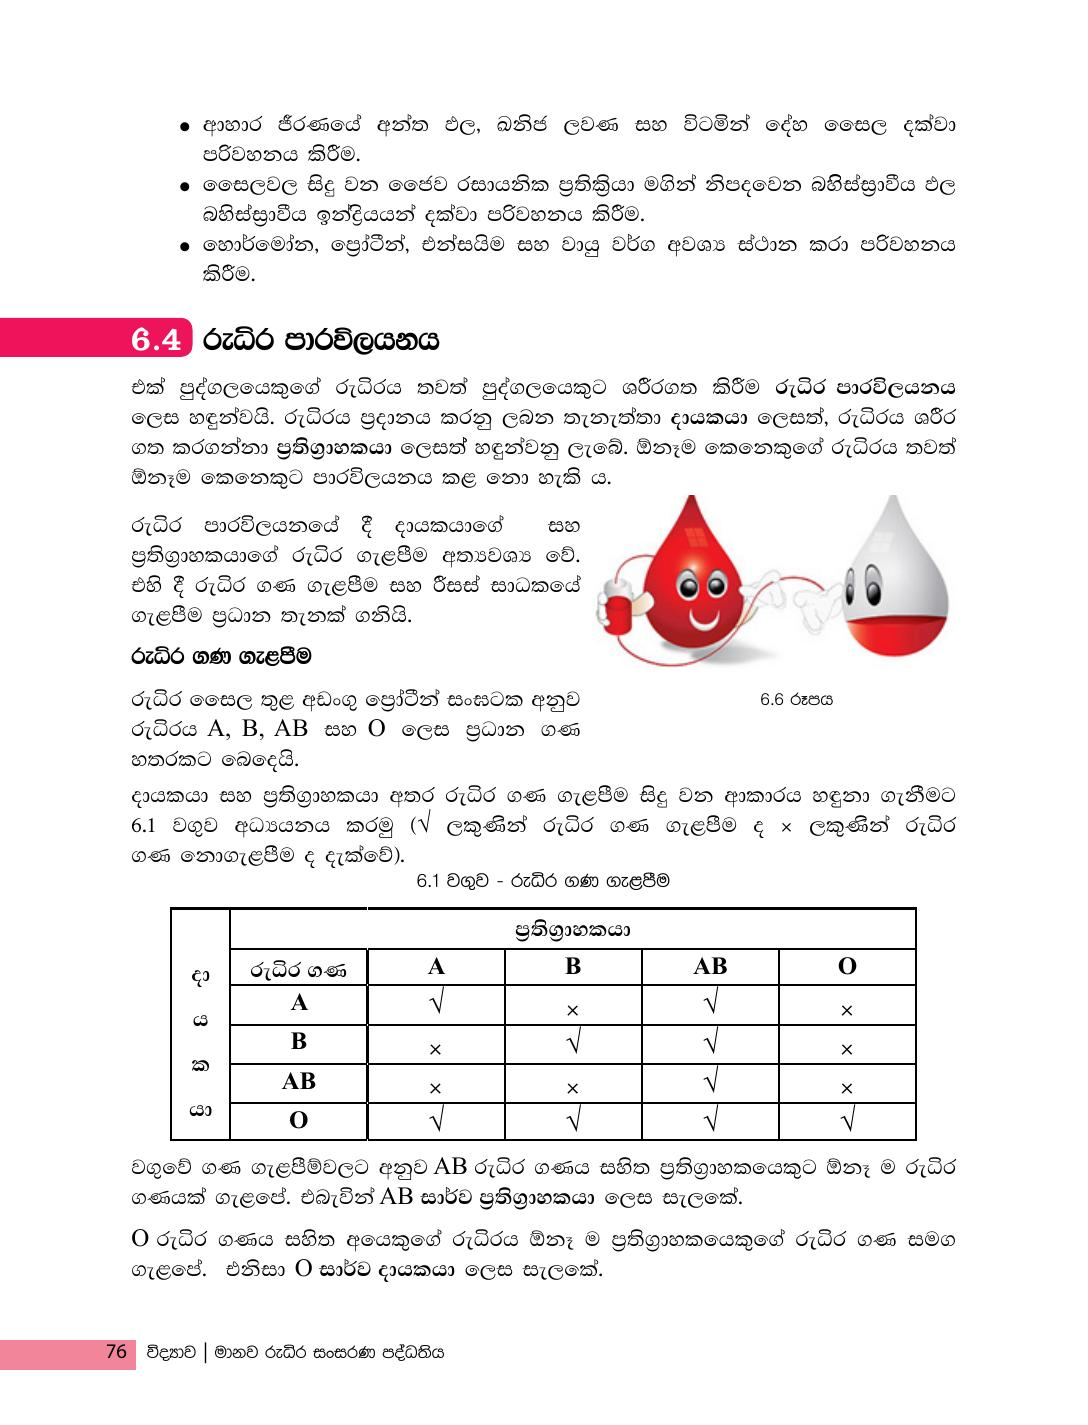 ● ආහාර ජීරණයේ අන්ත ඵල, ඛනිජ ලවණ සහ විටමින් දේහ සෛල දක්වා
පරිවහනය කිරීම.
● සෛලවල සිදු වන ජෛව රසායනික ප්‍රතික්‍රියා මගින් නිපදවෙන බහිස්ස්‍රාවීය ඵල
බහිස්ස්‍රාවීය ඉන්ද්‍රියයන් දක්වා පරිවහනය කිරීම.
● හොර්මෝන, ප්‍රෝටීන්, එන්සයිම සහ වායු වර්ග අවශ්‍ය ස්ථාන කරා පරිවහනය
කිරීම.
6.4 රුධිර පාරවිලයනය
එක් පුද්ගලයෙකුගේ රුධිරය තවත් පුද්ගලයෙකුට ශරීරගත කිරීම රුධිර පාරවිලයනය
ලෙස හඳුන්වයි. රුධිරය ප්‍රදානය කරනු ලබන තැනැත්තා දායකයා ලෙසත්, රුධිරය ශරීර
ගත කරගන්නා ප්‍රතිග්‍රාහකයා ලෙසත් හඳුන්වනු ලැබේ. ඕනෑම කෙනෙකුගේ රුධිරය තවත්
ඕනෑම කෙනෙකුට පාරවිලයනය කළ නො හැකි ය.
රුධිර පාරවිලයනයේ දී දායකයාගේ සහ
ප්‍රතිග්‍රාහකයාගේ රුධිර ගැළපීම අත්‍යවශ්‍ය වේ.
එහි දී රුධිර ගණ ගැළපීම සහ රීසස් සාධකයේ
ගැළපීම ප්‍රධාන තැනක් ගනියි.
රුධිර ගණ ගැළපීම
රුධිර සෛල තුළ අඩංගු ප්‍රෝටීන් සංඝටක අනුව
රුධිරය A, B, AB සහ O ලෙස ප්‍රධාන ගණ
හතරකට බෙදෙයි.
6.6 රූපය
දායකයා සහ ප්‍රතිග්‍රාහකයා අතර රුධිර ගණ ගැළපීම සිදු වන ආකාරය හඳුනා ගැනීමට
6.1 වගුව අධ්‍යයනය කරමු (√ ලකුණින් රුධිර ගණ ගැළපීම ද × ලකුණින් රුධිර
ගණ නොගැළපීම ද දැක්වේ).
6.1 වගුව - රුධිර ගණ ගැළපීම
ප්‍රතිග්‍රාහකයා
දායකයා
රුධිර ගණ A B AB O
A √ × √ ×
B × √ √ ×
AB × × √ ×
O √ √ √ √
වගුවේ ගණ ගැළපීම්වලට අනුව AB රුධිර ගණය සහිත ප්‍රතිග්‍රාහකයෙකුට ඕනෑ ම රුධිර
ගණයක් ගැළපේ. එබැවින් AB සාර්ව ප්‍රතිග්‍රාහකයා ලෙස සැලකේ.
O රුධිර ගණය සහිත අයෙකුගේ රුධිරය ඕනෑ ම ප්‍රතිග්‍රාහකයෙකුගේ රුධිර ගණ සමග
ගැළපේ. එනිසා O සාර්ව දායකයා ලෙස සැලකේ.
76 විද්‍යාව | මානව රුධිර සංසරණ පද්ධතිය